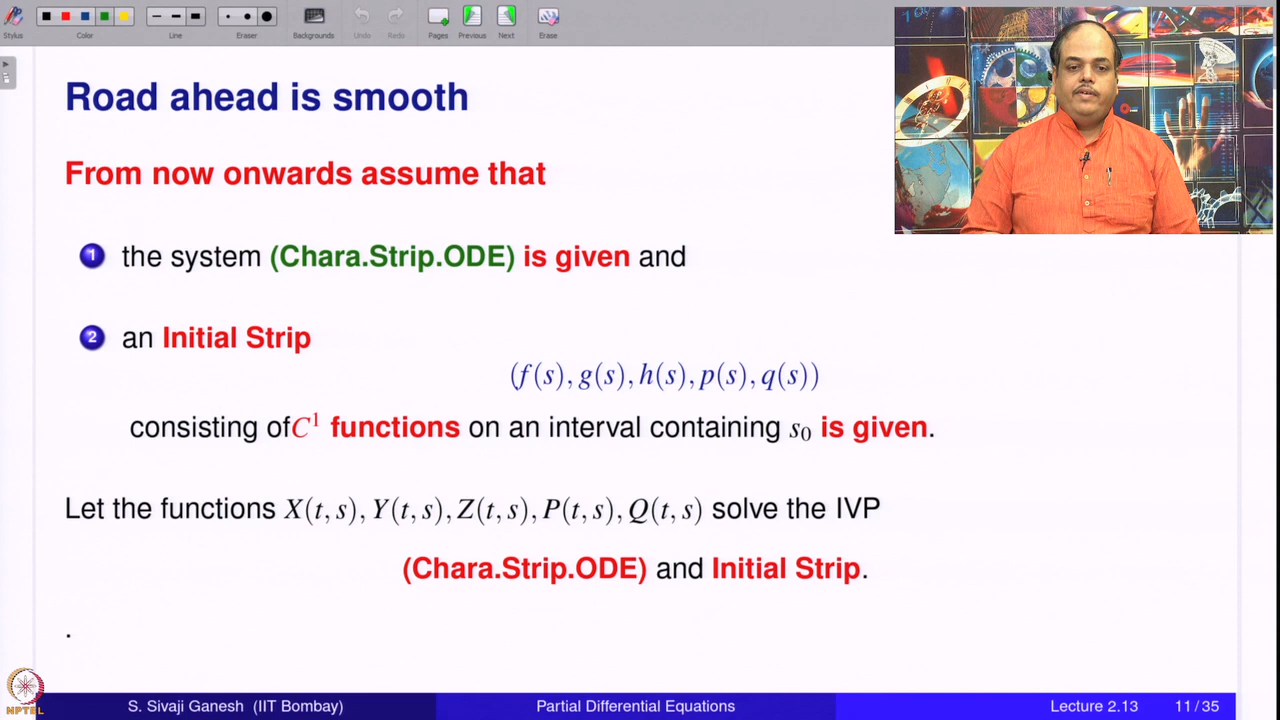 Stylus Color Line Eraser Backgrounds Undo Redo Pages Previous Next Erase
Road ahead is smooth
From now onwards assume that
1 the system (Chara.Strip.ODE) is given and
2 an Initial Strip
(f(s), g(s), h(s), p(s), q(s))
consisting ofC¹ functions on an interval containing s₀ is given.
Let the functions X(t, s), Y(t, s), Z(t, s), P(t, s), Q(t, s) solve the IVP
(Chara.Strip.ODE) and Initial Strip.
.
NPTEL
S. Sivaji Ganesh (IIT Bombay) Partial Differential Equations Lecture 2.13 11 / 35